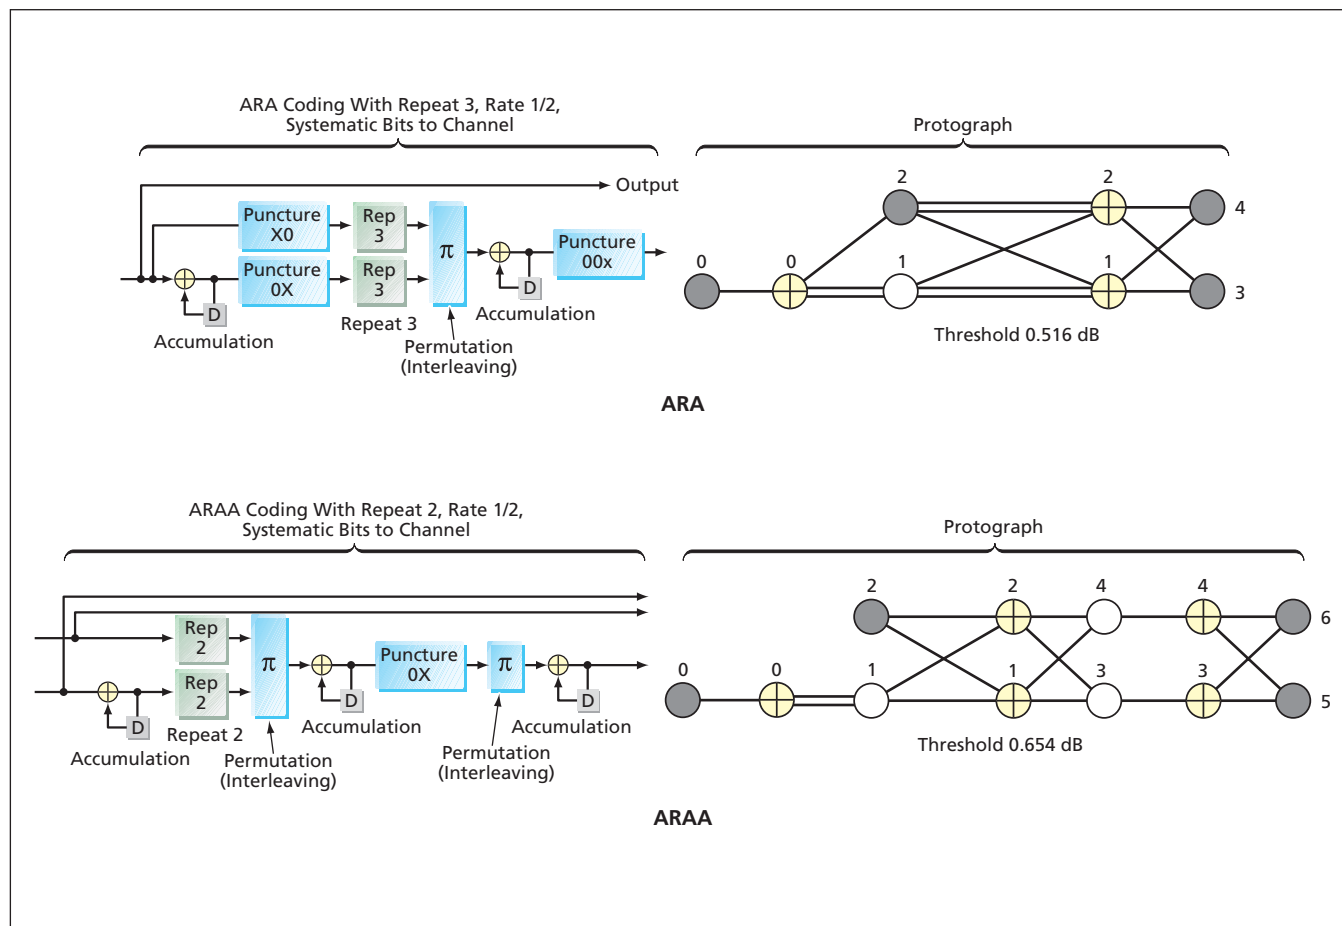 ARA Coding With Repeat 3, Rate 1/2,
Systematic Bits to Channel
Protograph
Output
Puncture
X0
Rep
3
π
Puncture
0X
Rep
3
Puncture
00x
D
D
Accumulation
Repeat 3
Accumulation
Permutation
(Interleaving)
2
2
4
0
0
1
1
3
Threshold 0.516 dB
ARA
ARAA Coding With Repeat 2, Rate 1/2,
Systematic Bits to Channel
Protograph
Rep
2
π
Rep
2
Puncture
0X
π
D
D
D
Accumulation
Repeat 2
Accumulation
Accumulation
Permutation
(Interleaving)
Permutation
(Interleaving)
2
2
4
4
6
0
0
1
1
3
3
5
Threshold 0.654 dB
ARAA